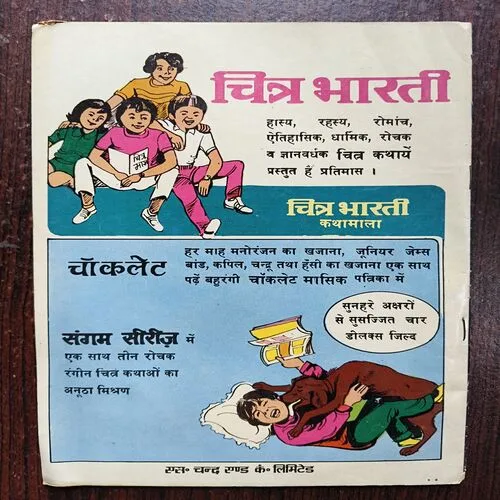 चित्र भारती
हास्य, रहस्य, रोमांच,
ऐतिहासिक, धार्मिक, रोचक
व ज्ञानवर्धक चित्र कथायें
प्रस्तुत हैं प्रतिमास ।
चित्र
चित्र भारती
कथामाला
हर माह मनोरंजन का खजाना, जूनियर जेम्स
चॉकलेट
बांड, कपिल, चन्दू तथा हँसी का खजाना एक साथ
पढ़ें बहुरंगी चॉकलेट मासिक पत्रिका में
सुनहरे अक्षरों
से सुसज्जित चार
डीलक्स जिल्द
संगम सीरीज़ में
एक साथ तीन रोचक
रंगीन चित्र कथाओं का
अनूठा मिश्रण
एस॰ चन्द एण्ड कं॰ लिमिटेड